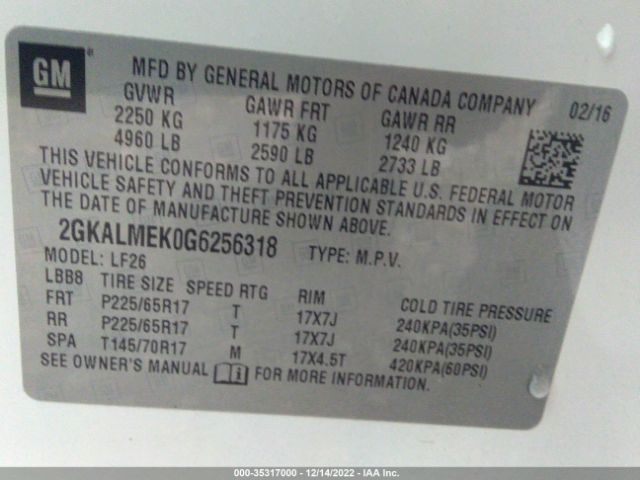 GM
MFD BY GENERAL MOTORS OF CANADA COMPANY 02/16
GVWR GAWR FRT GAWR RR
2250 KG 1175 KG 1240 KG
4960 LB 2590 LB 2733 LB
THIS VEHICLE CONFORMS TO ALL APPLICABLE U.S. FEDERAL MOTOR
VEHICLE SAFETY AND THEFT PREVENTION STANDARDS IN EFFECT ON
THE DATE OF MANUFACTURE SHOWN ABOVE.
2GKALMEK0G6256318 TYPE: M.P.V.
MODEL: LF26
LBB8 TIRE SIZE SPEED RTG RIM COLD TIRE PRESSURE
FRT P225/65R17 T 17X7J 240KPA(35PSI)
RR P225/65R17 T 17X7J 240KPA(35PSI)
SPA T145/70R17 M 17X4.5T 420KPA(60PSI)
SEE OWNER'S MANUAL FOR MORE INFORMATION.
000-35317000 - 12/14/2022 - IAA Inc.